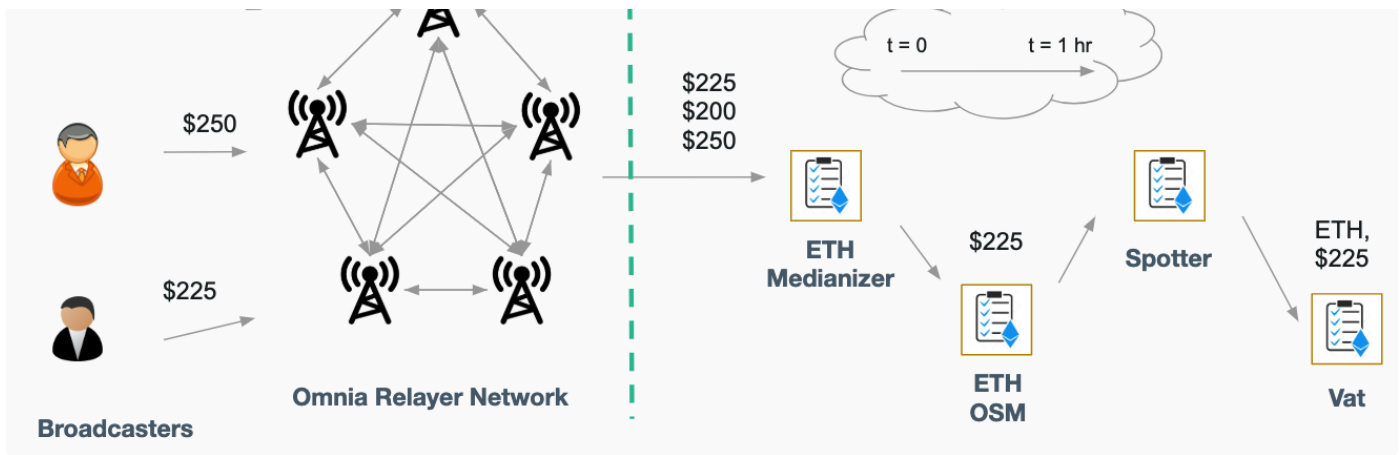 t = 0
t = 1 hr
$225
$200
$250
$250
$225
ETH
Medianizer
$225
ETH
OSM
Spotter
ETH,
$225
Vat
Omnia Relayer Network
Broadcasters